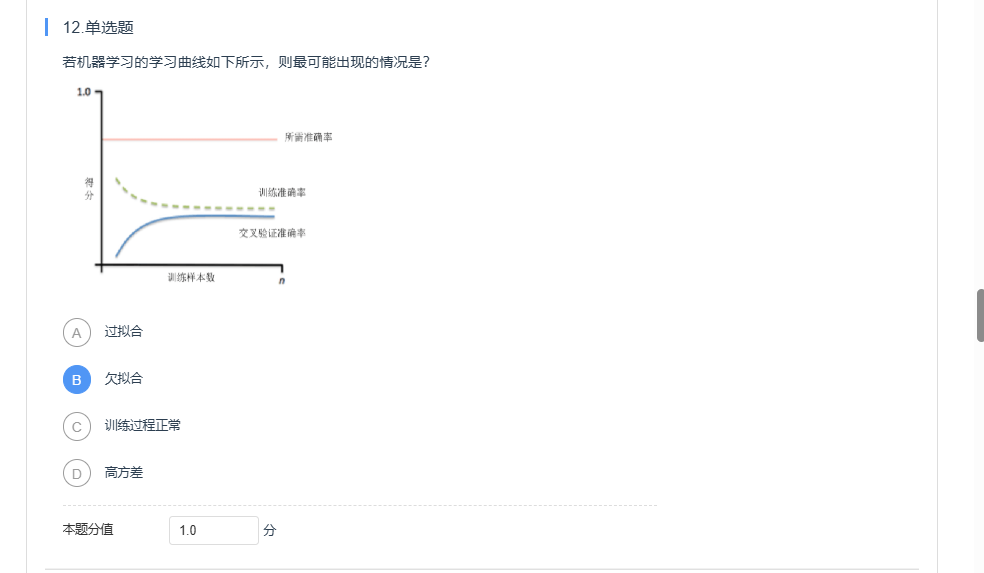 12.单选题
若机器学习的学习曲线如下所示，则最可能出现的情况是?
1.0
所需准确率
得分
训练准确率
交叉验证准确率
训练样本数
n
A 过拟合
B 欠拟合
C 训练过程正常
D 高方差
本题分值 1.0 分